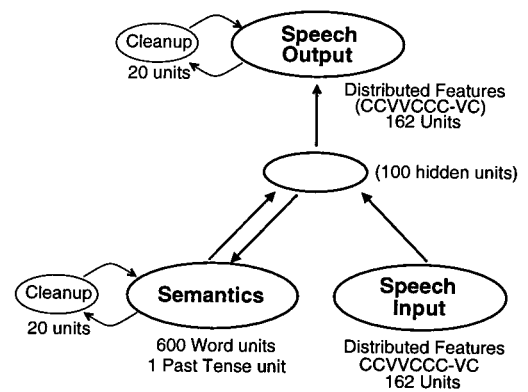 Cleanup
20 units
Speech
Output
Distributed Features
(CCVVCCC-VC)
162 Units
(100 hidden units)
Cleanup
20 units
Semantics
600 Word units
1 Past Tense unit
Speech
Input
Distributed Features
CCVVCCC-VC
162 Units